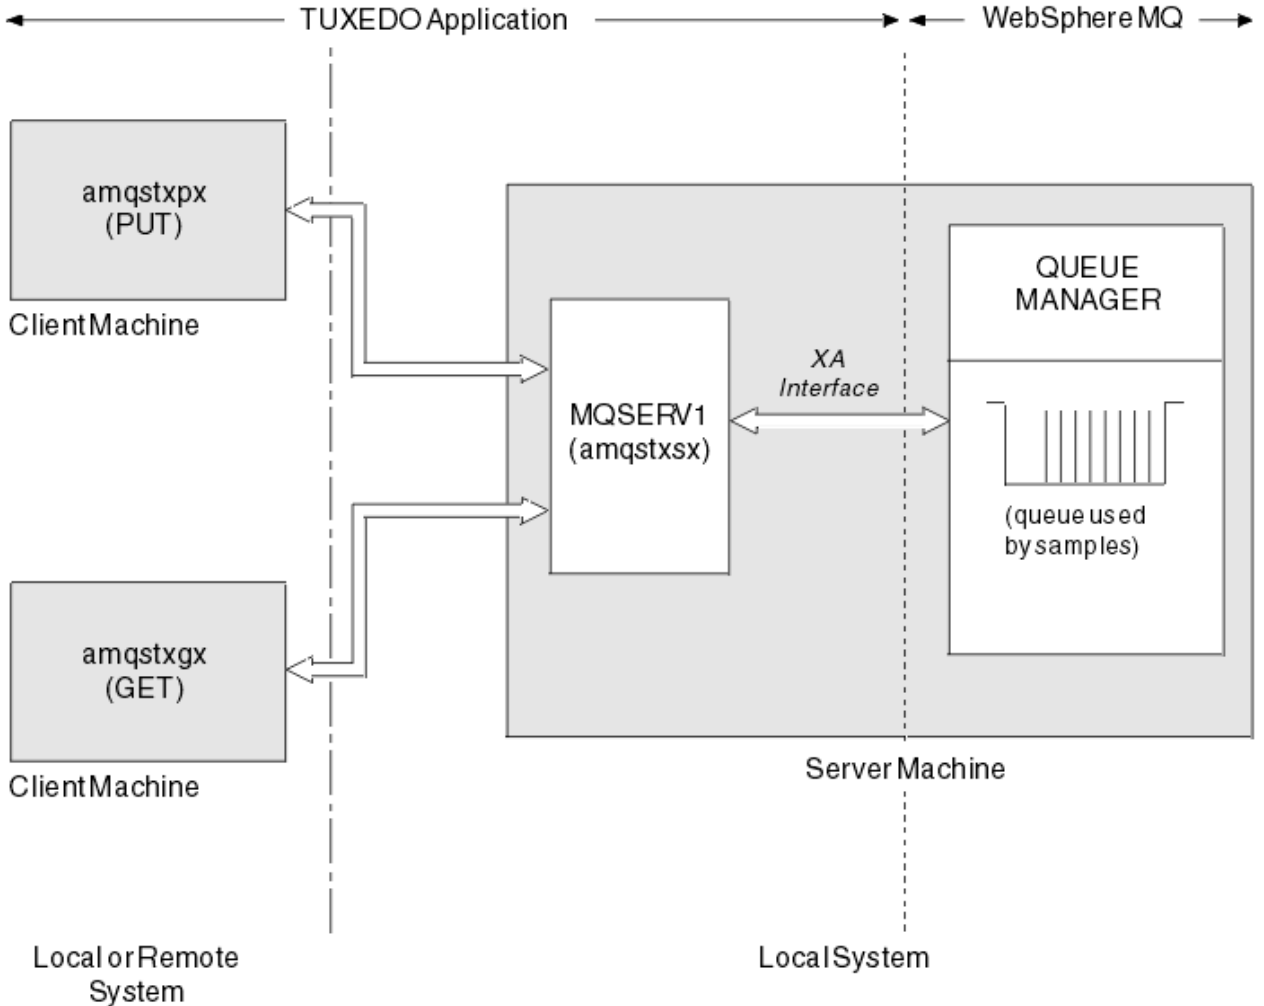 TUXEDO Application
WebSphere MQ
amqstxpx
(PUT)
Client Machine
QUEUE
MANAGER
XA
Interface
MQSERV1
(amqstxsx)
(queue used
by samples)
amqstxgx
(GET)
Client Machine
Server Machine
Local or Remote
System
Local System